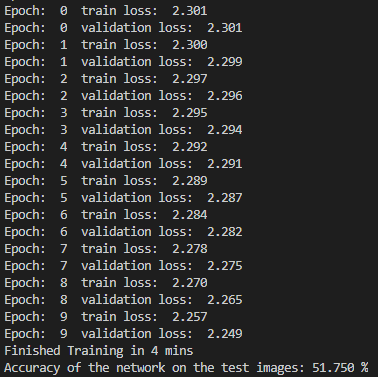 Epoch:  0  train loss:  2.301
Epoch:  0  validation loss:  2.301
Epoch:  1  train loss:  2.300
Epoch:  1  validation loss:  2.299
Epoch:  2  train loss:  2.297
Epoch:  2  validation loss:  2.296
Epoch:  3  train loss:  2.295
Epoch:  3  validation loss:  2.294
Epoch:  4  train loss:  2.292
Epoch:  4  validation loss:  2.291
Epoch:  5  train loss:  2.289
Epoch:  5  validation loss:  2.287
Epoch:  6  train loss:  2.284
Epoch:  6  validation loss:  2.282
Epoch:  7  train loss:  2.278
Epoch:  7  validation loss:  2.275
Epoch:  8  train loss:  2.270
Epoch:  8  validation loss:  2.265
Epoch:  9  train loss:  2.257
Epoch:  9  validation loss:  2.249
Finished Training in 4 mins
Accuracy of the network on the test images: 51.750 %